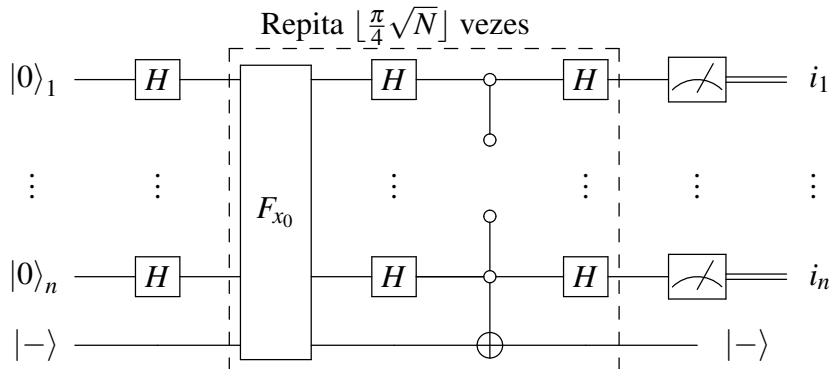 Repita ⌊π/4 √N⌋ vezes
|0⟩₁ H H H i₁
⋮ ⋮ ⋮ ⋮ ⋮ ⋮
F_{x₀}
|0⟩ₙ H H H iₙ
|−⟩ |−⟩